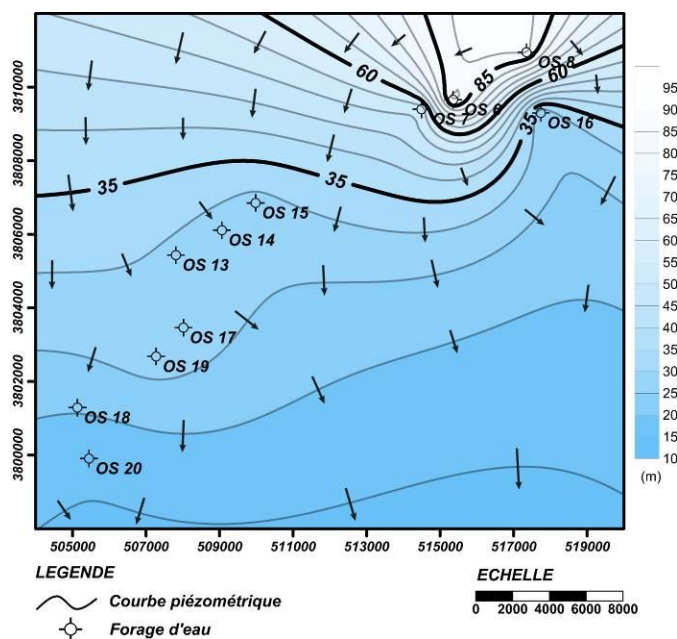 3810000
3808000
3806000
3804000
3802000
3800000
60
85
OS 8
60
OS 7
OS 6
35
OS 16
35
35
OS 15
OS 14
OS 13
OS 17
OS 19
OS 18
OS 20
95
90
85
80
75
70
65
60
55
50
45
40
35
30
25
20
15
10
(m)
505000 507000 509000 511000 513000 515000 517000 519000
LEGENDE
Courbe piézométrique
Forage d'eau
ECHELLE
0 2000 4000 6000 8000